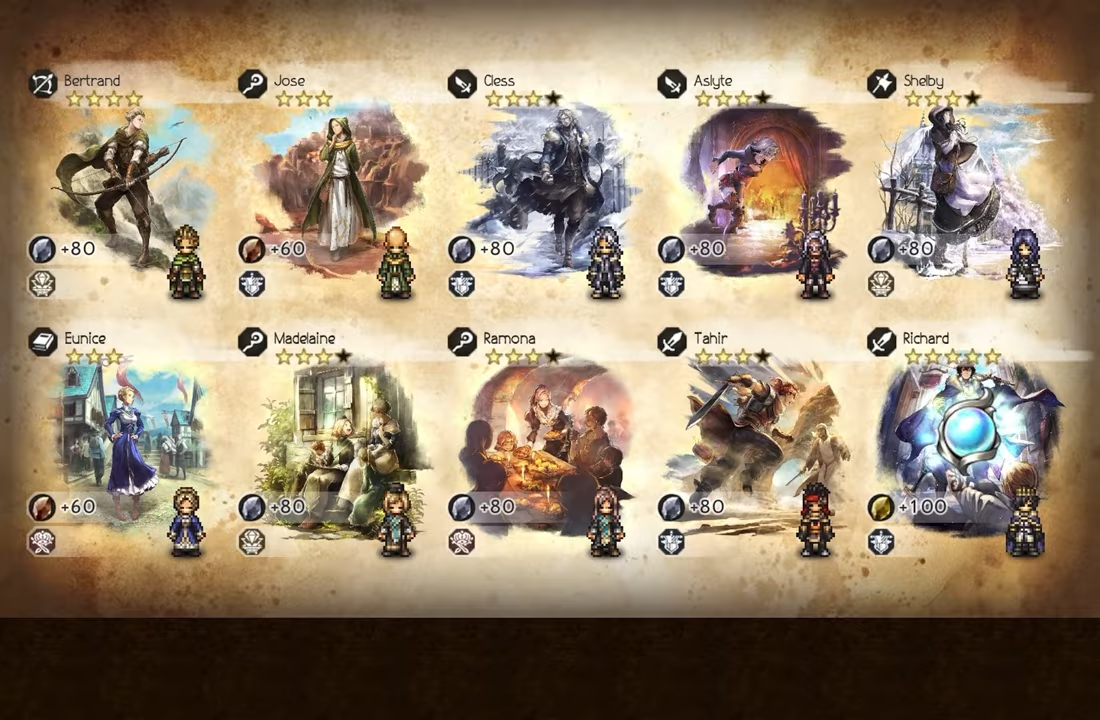 Bertrand
Jose
Cless
Aslyte
Shelby
+80
+60
+80
+80
+80
Eunice
Madelaine
Ramona
Tahir
Richard
+60
+80
+80
+80
+100